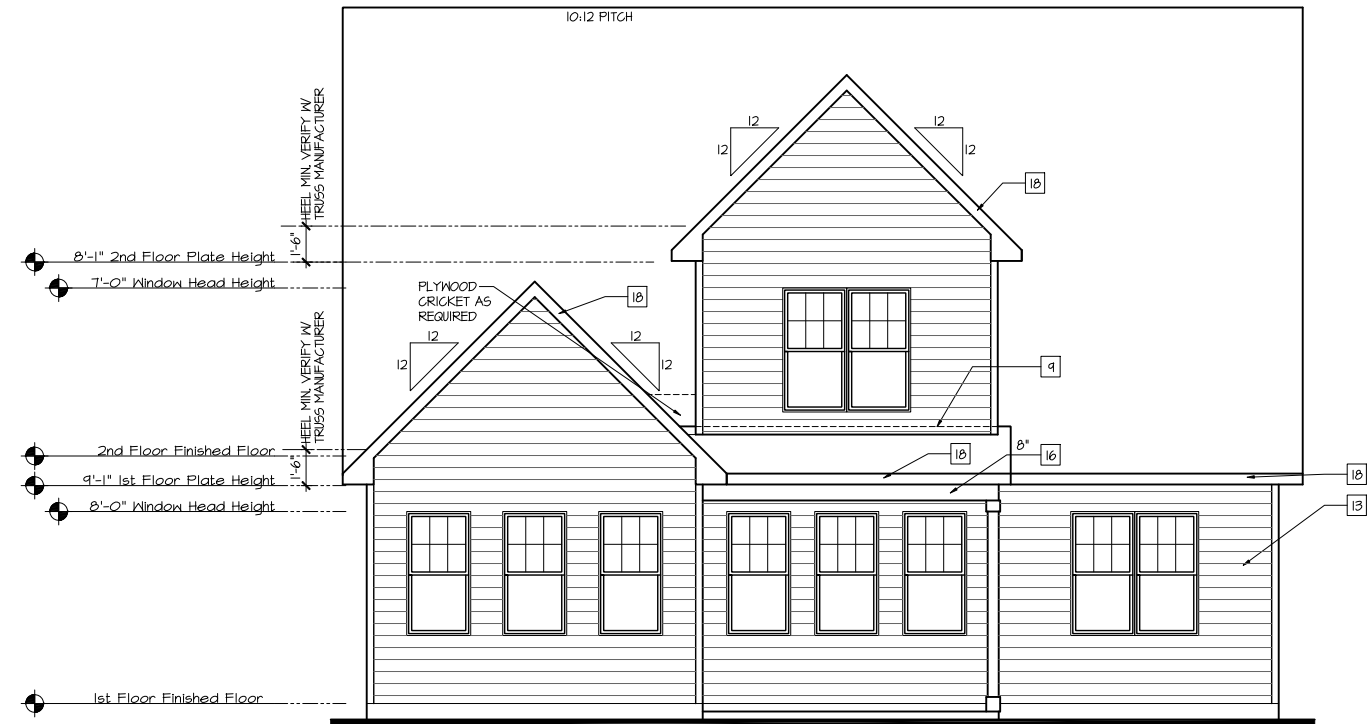 10:12 PITCH
HEEL MIN. VERIFY W/
TRUSS MANUFACTURER
12
12
12
12
18
1'-6"
8'-1" 2nd Floor Plate Height
7'-0" Window Head Height
PLYWOOD
CRICKET AS
REQUIRED
18
HEEL MIN. VERIFY W/
TRUSS MANUFACTURER
12
12
12
12
9
2nd Floor Finished Floor
8"
18
16
1'-6"
9'-1" 1st Floor Plate Height
18
8'-0" Window Head Height
13
1st Floor Finished Floor